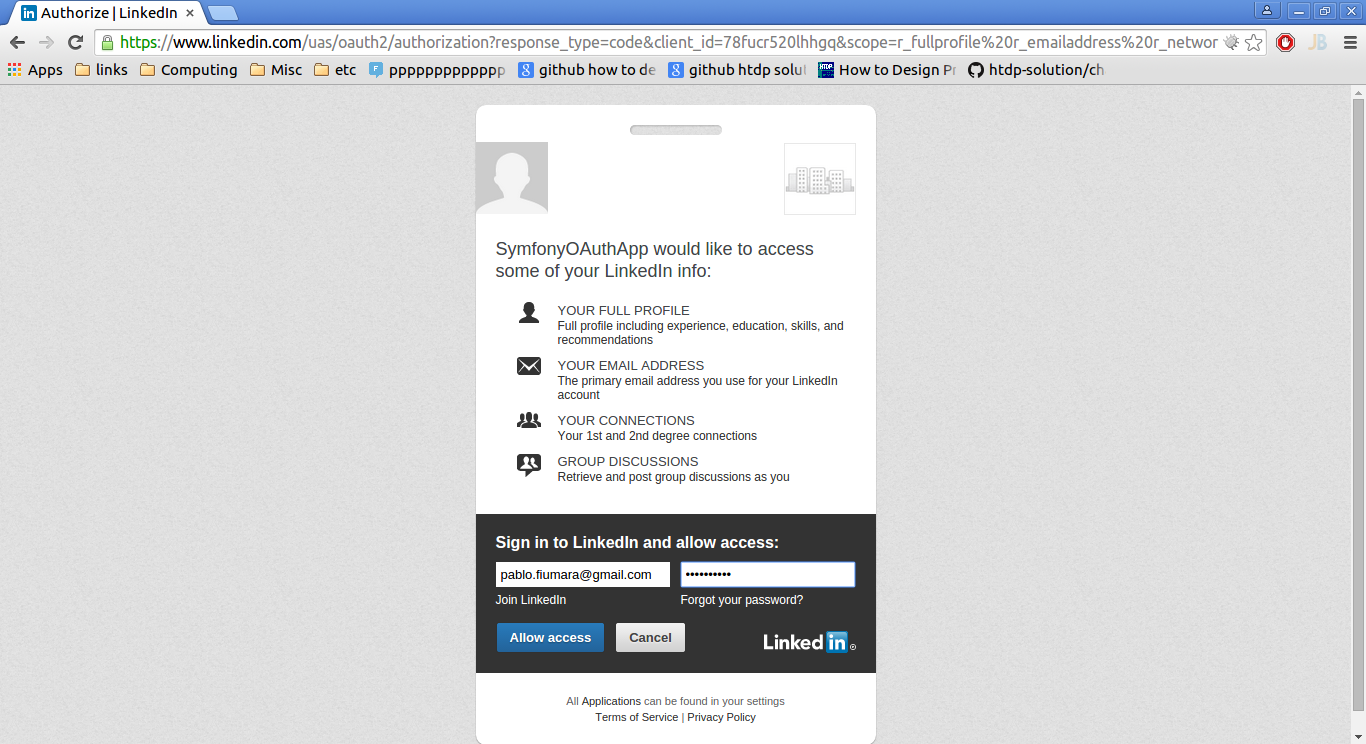 Authorize | LinkedIn
https://www.linkedin.com/uas/oauth2/authorization?response_type=code&client_id=78fucr520lhhgq&scope=r_fullprofile%20r_emailaddress%20r_networ
Apps links Computing Misc etc ppppppppppppp github how to de github htdp solut How to Design Pr htdp-solution/ch
SymfonyOAuthApp would like to access
some of your LinkedIn info:
YOUR FULL PROFILE
Full profile including experience, education, skills, and
recommendations
YOUR EMAIL ADDRESS
The primary email address you use for your LinkedIn
account
YOUR CONNECTIONS
Your 1st and 2nd degree connections
GROUP DISCUSSIONS
Retrieve and post group discussions as you
Sign in to LinkedIn and allow access:
pablo.fiumara@gmail.com ••••••••••
Join LinkedIn Forgot your password?
Allow access Cancel LinkedIn®
All Applications can be found in your settings
Terms of Service | Privacy Policy